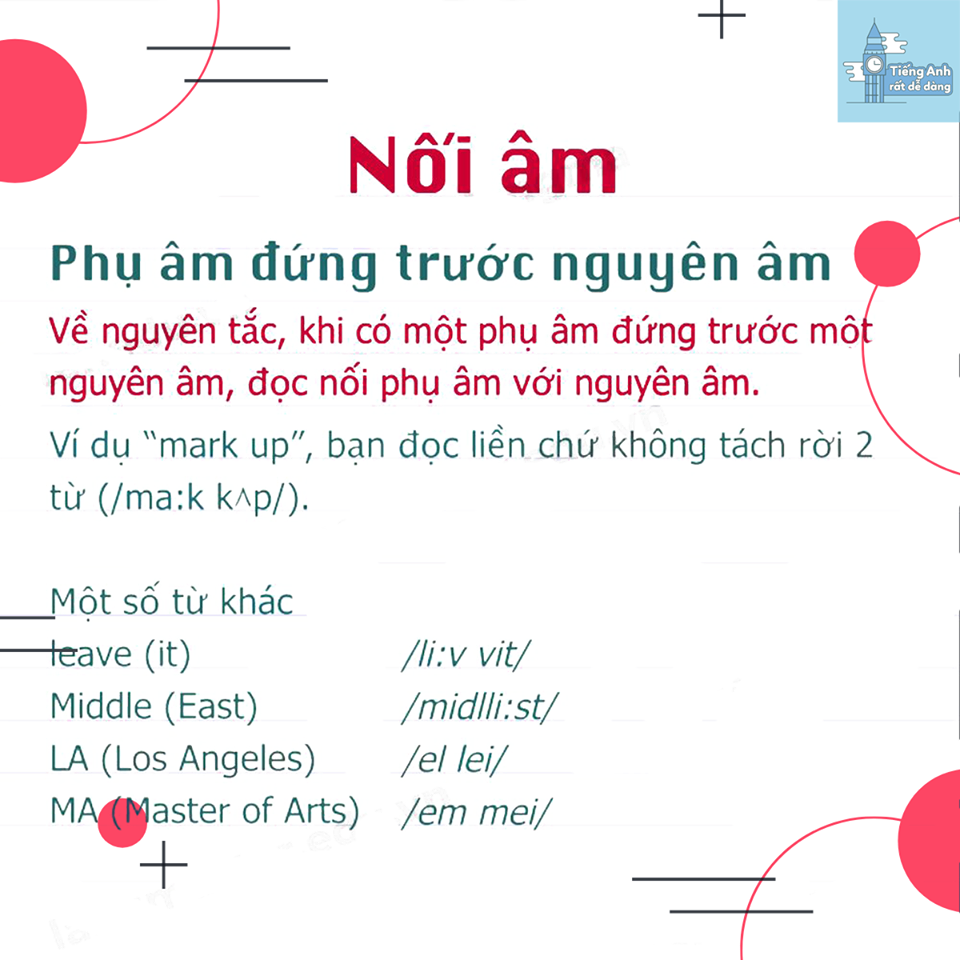 Tiếng Anh
rất dễ dàng
Nối âm
Phụ âm đứng trước nguyên âm
Về nguyên tắc, khi có một phụ âm đứng trước một
nguyên âm, đọc nối phụ âm với nguyên âm.
Ví dụ “mark up”, bạn đọc liền chứ không tách rời 2
từ (/ma:k k^p/).
Một số từ khác
leave (it) /li:v vit/
Middle (East) /midlli:st/
LA (Los Angeles) /el lei/
MA (Master of Arts) /em mei/